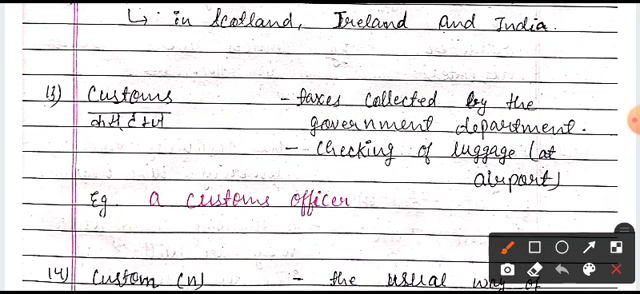 ↳ in Scotland, Ireland and India.
13) Customs - taxes collected by the
government department.
- checking of luggage (at
airport)
Eg. a customs officer
14) Custom (n) - the usual way of